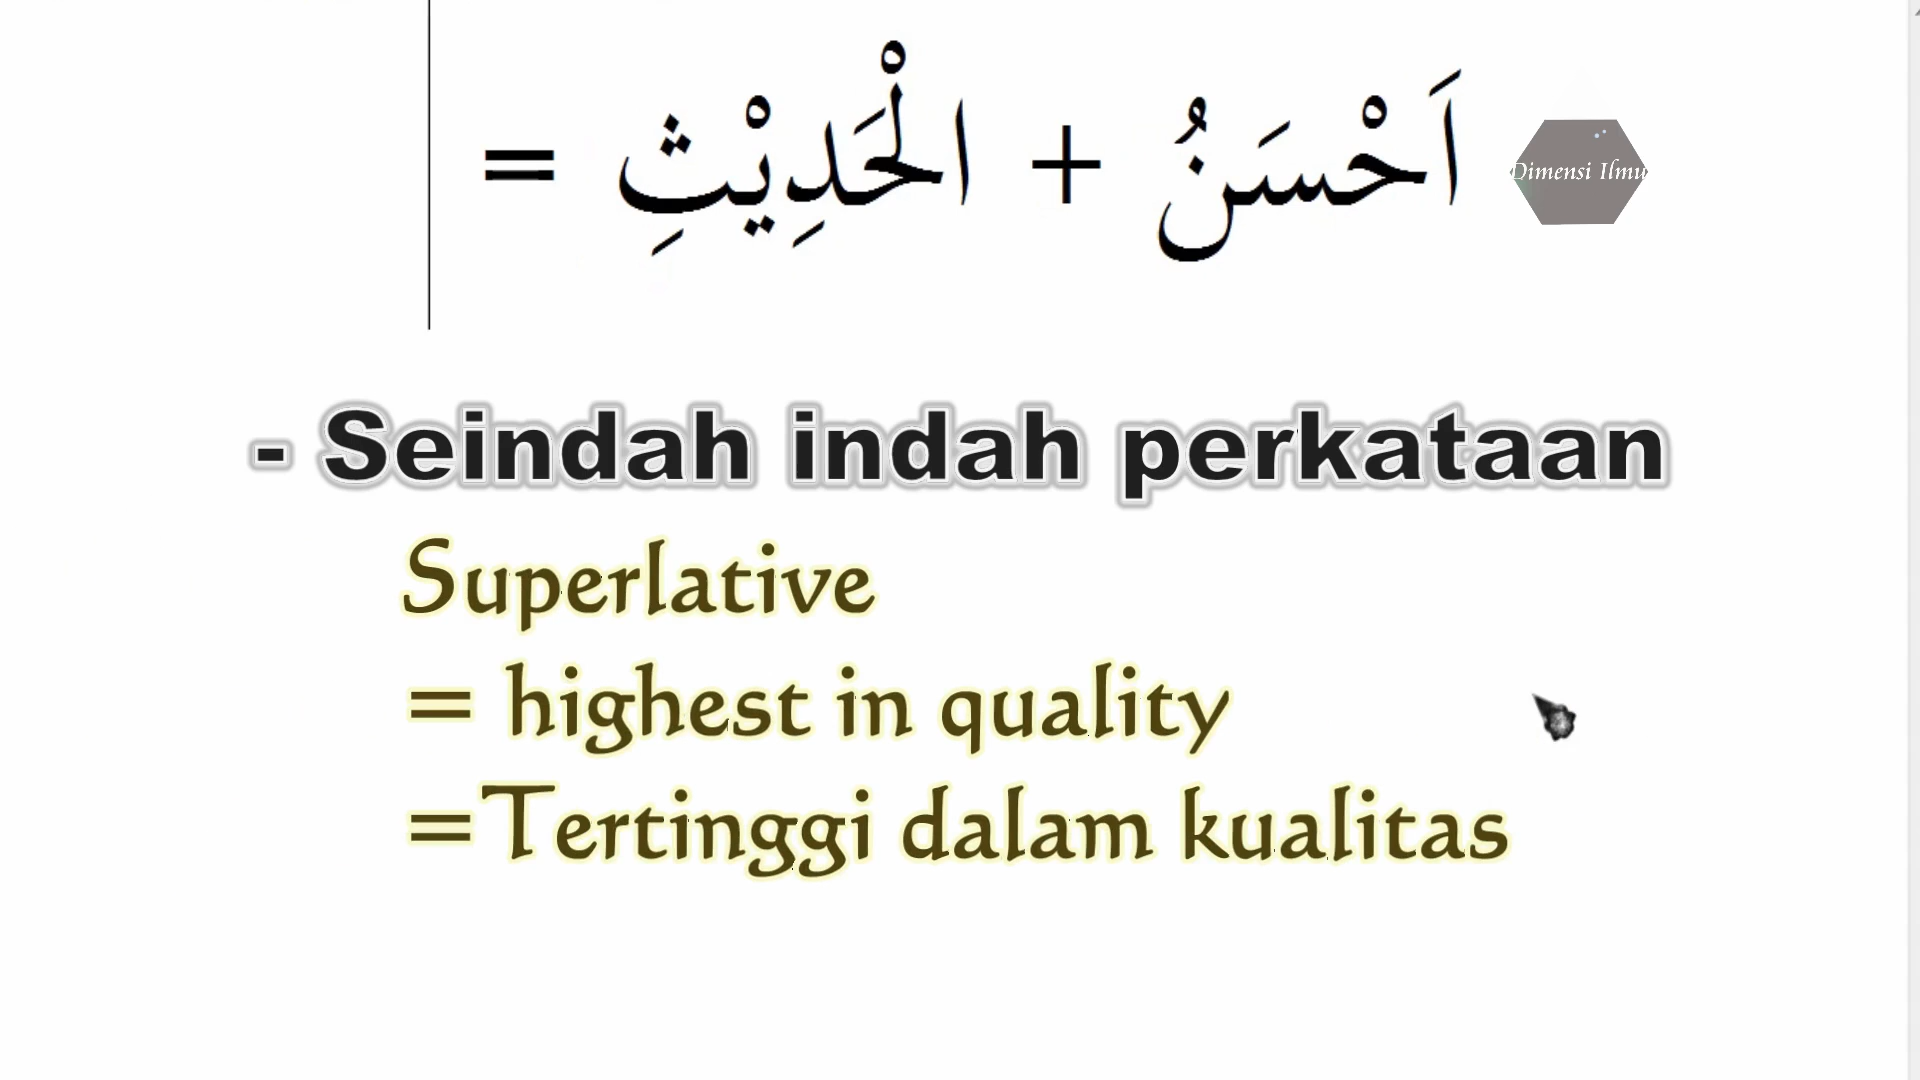 اَحْسَنُ + الْحَدِيْثِ =
Dimensi Ilmu
- Seindah indah perkataan
Superlative
= highest in quality
=Tertinggi dalam kualitas